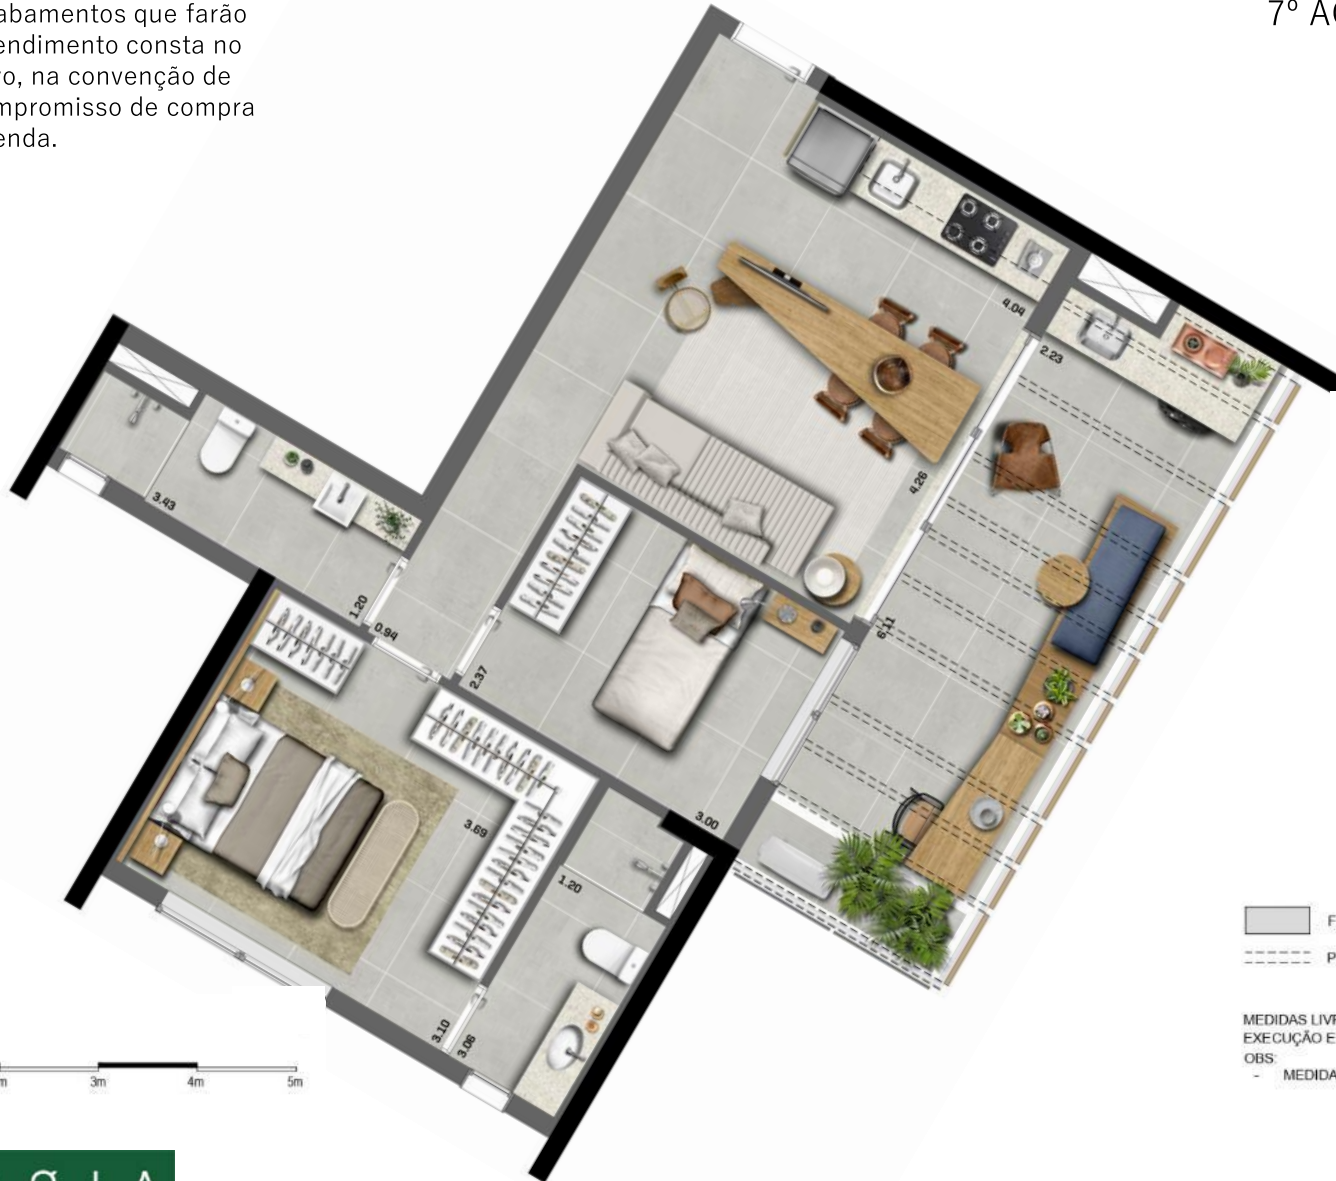 abamentos que farão
endimento consta no
ro, na convenção de
mpromisso de compra
enda.
7º A
4.04
2.23
3.43
4.26
1.20
0.94
6.11
2.37
3.69
3.00
1.20
3.10
3.06
m 3m 4m 5m
F
P
MEDIDAS LIV
EXECUÇÃO E
OBS:
- MEDIDA